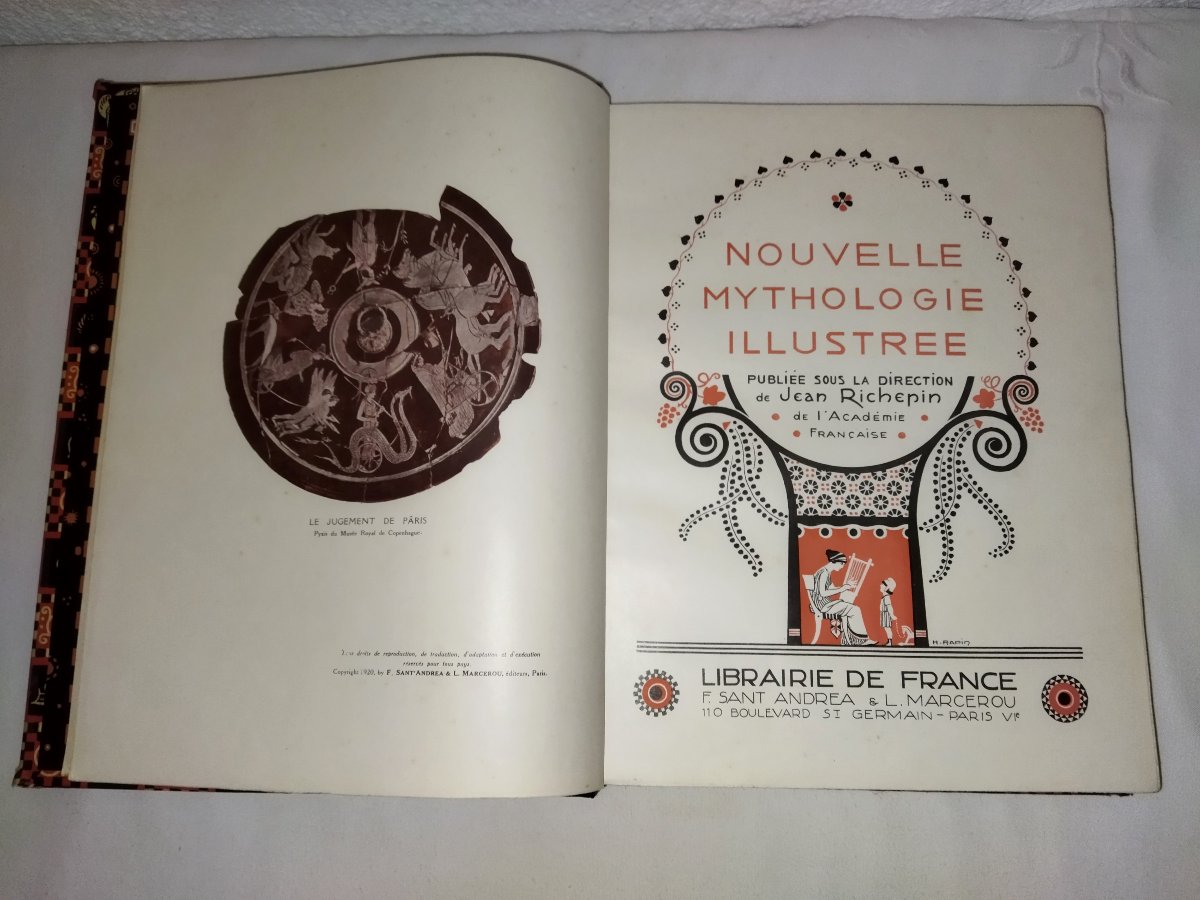 LE JUGEMENT DE PÂRIS
Pyxis du Musée Royal de Copenhague.
Tous droits de reproduction, de traduction, d'adaptation et d'exécution
réservés pour tous pays.
Copyright 1920, by F. SANT'ANDREA & L. MARCEROU, éditeurs, Paris.
NOUVELLE
MYTHOLOGIE
ILLUSTREE
PUBLIÉE SOUS LA DIRECTION
de Jean Richepin
de l'Académie
Française
H. RAPIN
LIBRAIRIE DE FRANCE
F. SANT ANDREA & L. MARCEROU
110 BOULEVARD ST GERMAIN - PARIS VIe